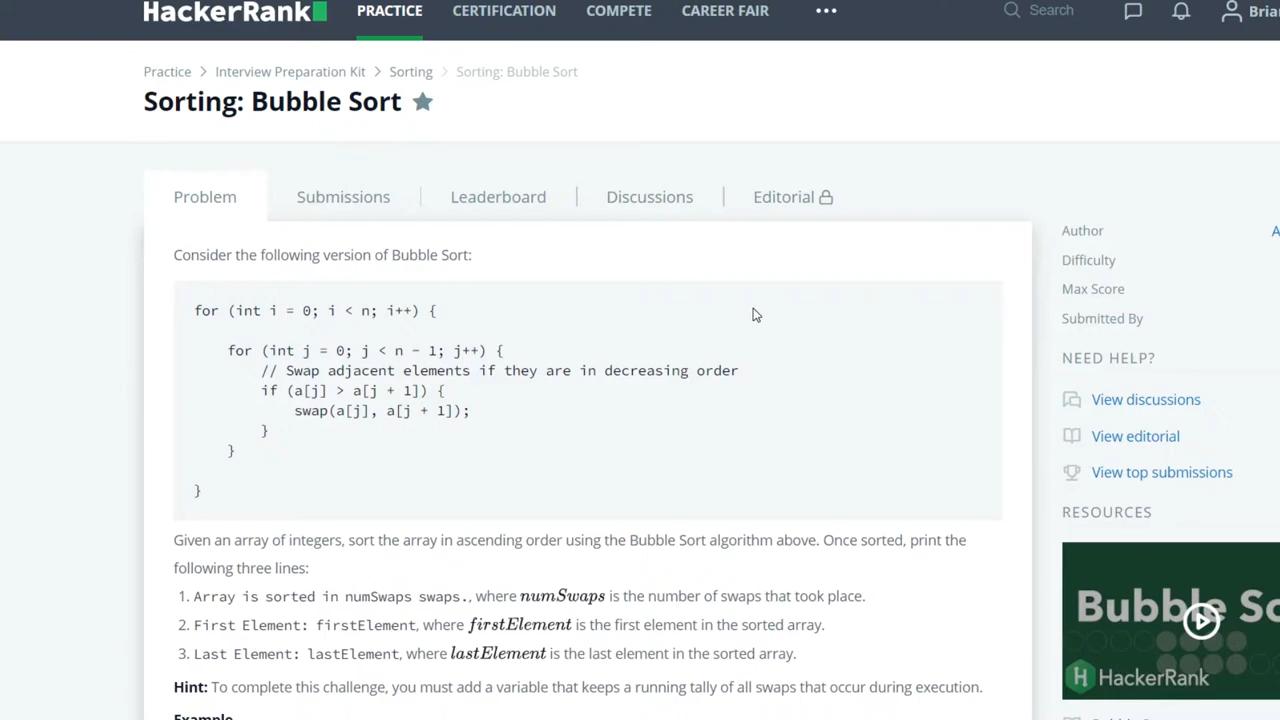 HackerRank
PRACTICE CERTIFICATION COMPETE CAREER FAIR ••• Search Brian
Practice > Interview Preparation Kit > Sorting > Sorting: Bubble Sort
Sorting: Bubble Sort
Problem Submissions Leaderboard Discussions Editorial
Consider the following version of Bubble Sort:
for (int i = 0; i < n; i++) {
for (int j = 0; j < n - 1; j++) {
// Swap adjacent elements if they are in decreasing order
if (a[j] > a[j + 1]) {
swap(a[j], a[j + 1]);
}
}
}
Given an array of integers, sort the array in ascending order using the Bubble Sort algorithm above. Once sorted, print the
following three lines:
1. Array is sorted in numSwaps swaps., where numSwaps is the number of swaps that took place.
2. First Element: firstElement, where firstElement is the first element in the sorted array.
3. Last Element: lastElement, where lastElement is the last element in the sorted array.
Hint: To complete this challenge, you must add a variable that keeps a running tally of all swaps that occur during execution.
Example
Author A
Difficulty
Max Score
Submitted By
NEED HELP?
View discussions
View editorial
View top submissions
RESOURCES
Bubble So
HackerRank